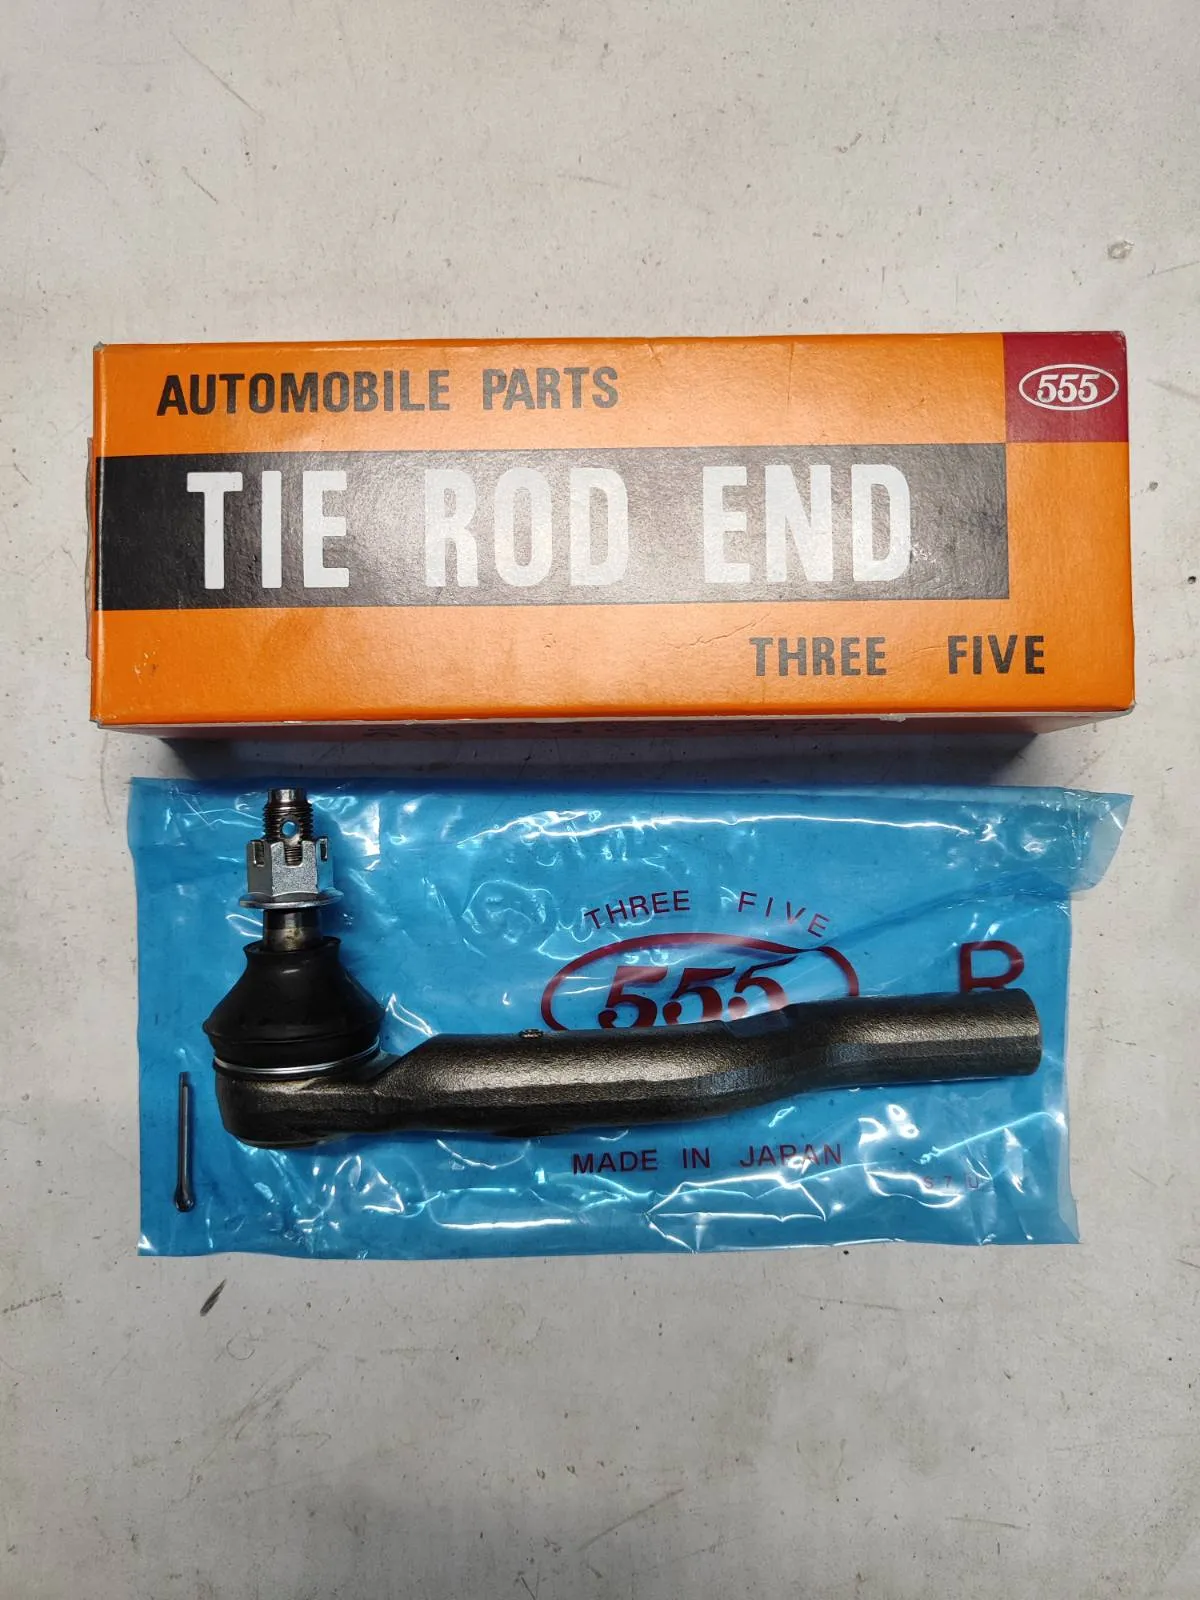 AUTOMOBILE PARTS
555
TIE ROD END
THREE FIVE
THREE FIVE
555
R
MADE IN JAPAN